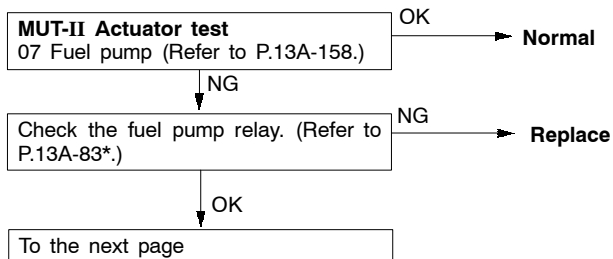 MUT-II Actuator test
07 Fuel pump (Refer to P.13A-158.)
OK
Normal
NG
Check the fuel pump relay. (Refer to
P.13A-83*.)
NG
Replace
OK
To the next page